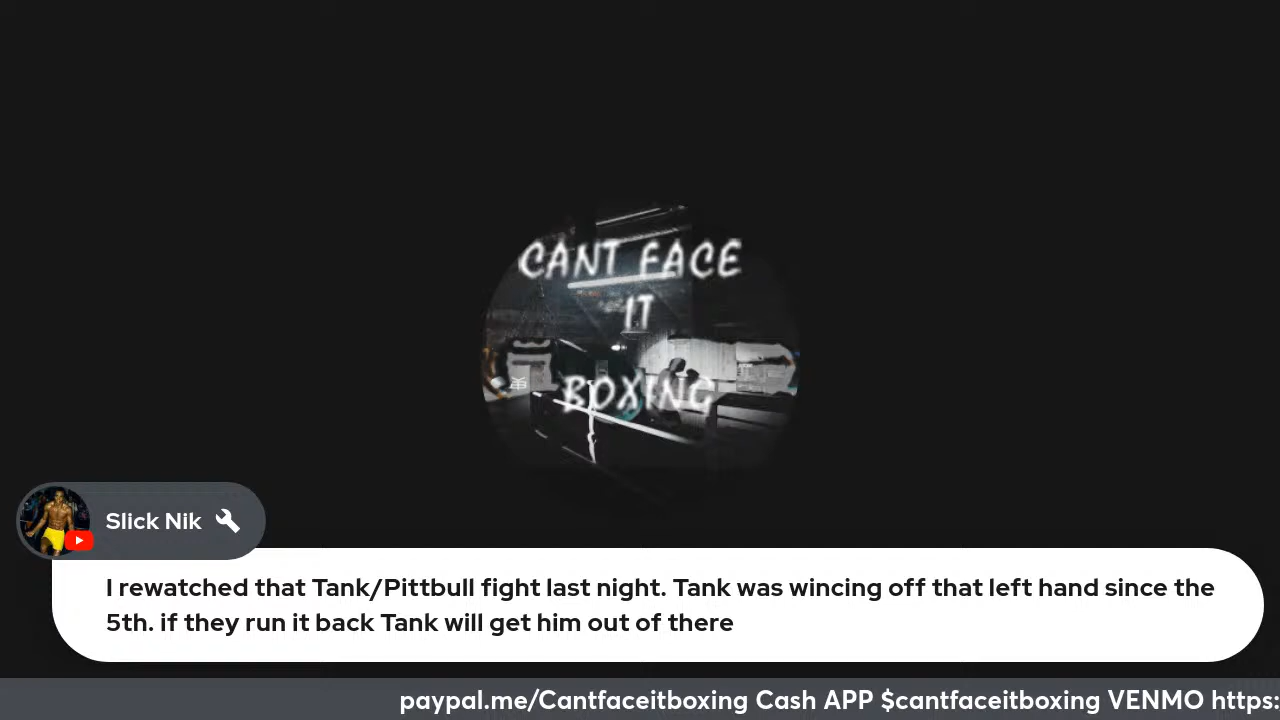 CANT FACE
IT
BOXING
Slick Nik
I rewatched that Tank/Pittbull fight last night. Tank was wincing off that left hand since the
5th. if they run it back Tank will get him out of there
paypal.me/Cantfaceitboxing Cash APP $cantfaceitboxing VENMO https: